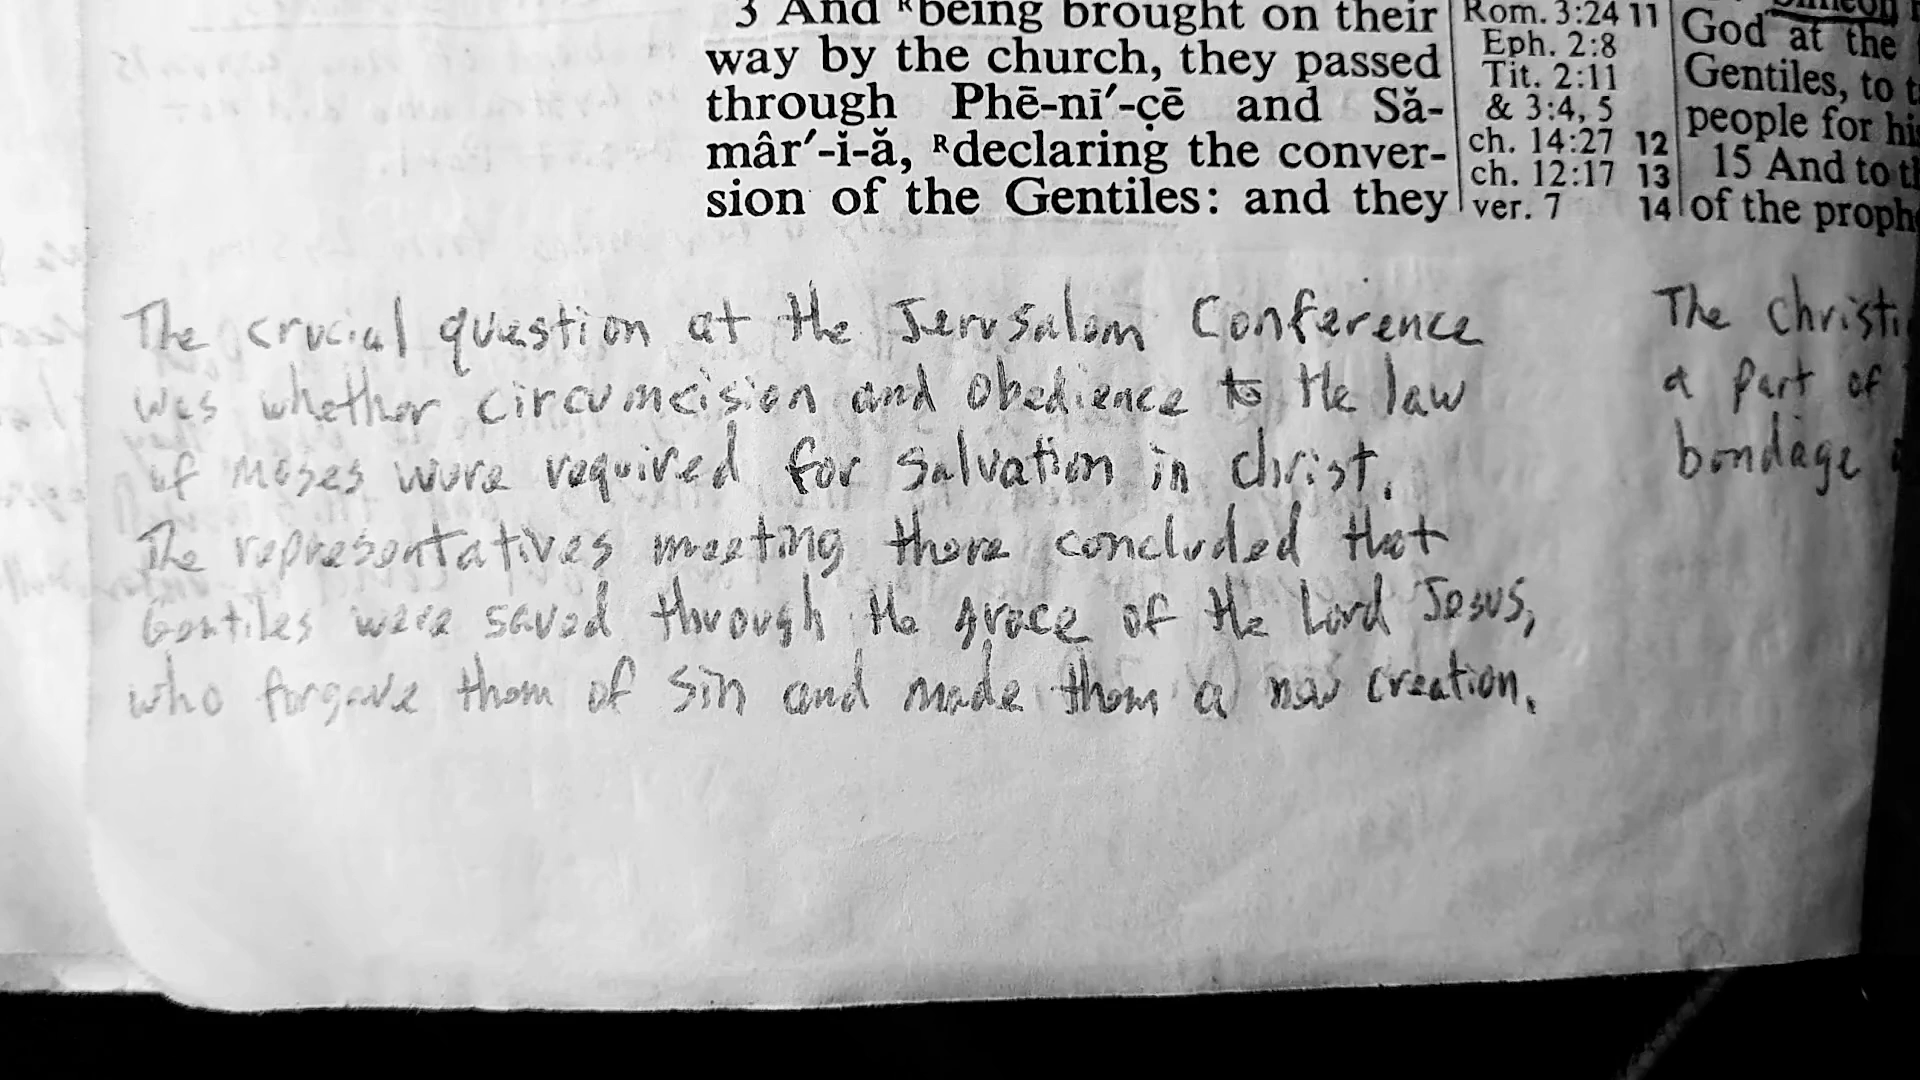 3 And ᴿbeing brought on their
way by the church, they passed
through Phē-nī′-çē and Să-
mâr′-ĭ-ă, ᴿdeclaring the conver-
sion of the Gentiles: and they
Rom. 3:24 11
Eph. 2:8
Tit. 2:11
& 3:4, 5
ch. 14:27 12
ch. 12:17 13
ver. 7 14
God at the
Gentiles, to
people for
15 And to
of the
The crucial question at the Jerusalem Conference
was whether circumcision and obedience to the law
of Moses were required for salvation in Christ.
The representatives meeting there concluded that
Gentiles were saved through the grace of the Lord Jesus,
who forgave them of sin and made them a new creation.
The
a part of
bondage